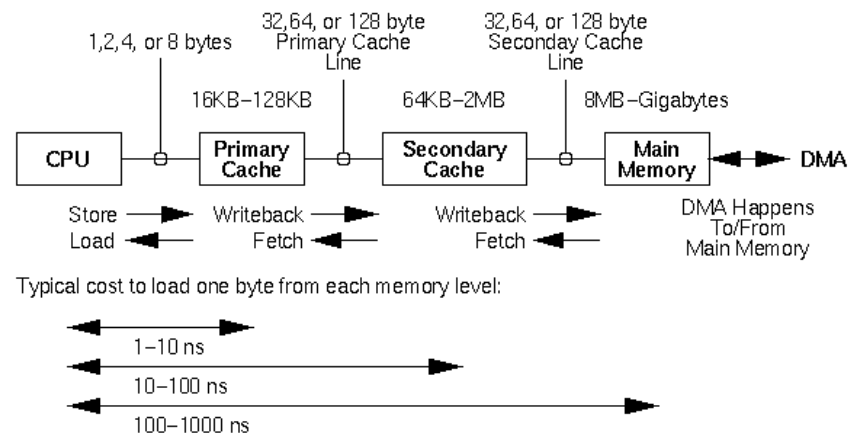 1,2,4, or 8 bytes
32,64, or 128 byte
Primary Cache
Line
32,64, or 128 byte
Seconday Cache
Line
16KB–128KB
64KB–2MB
8MB–Gigabytes
CPU
Primary
Cache
Secondary
Cache
Main
Memory
DMA
Store
Load
Writeback
Fetch
Writeback
Fetch
DMA Happens
To/From
Main Memory
Typical cost to load one byte from each memory level:
1–10 ns
10–100 ns
100–1000 ns